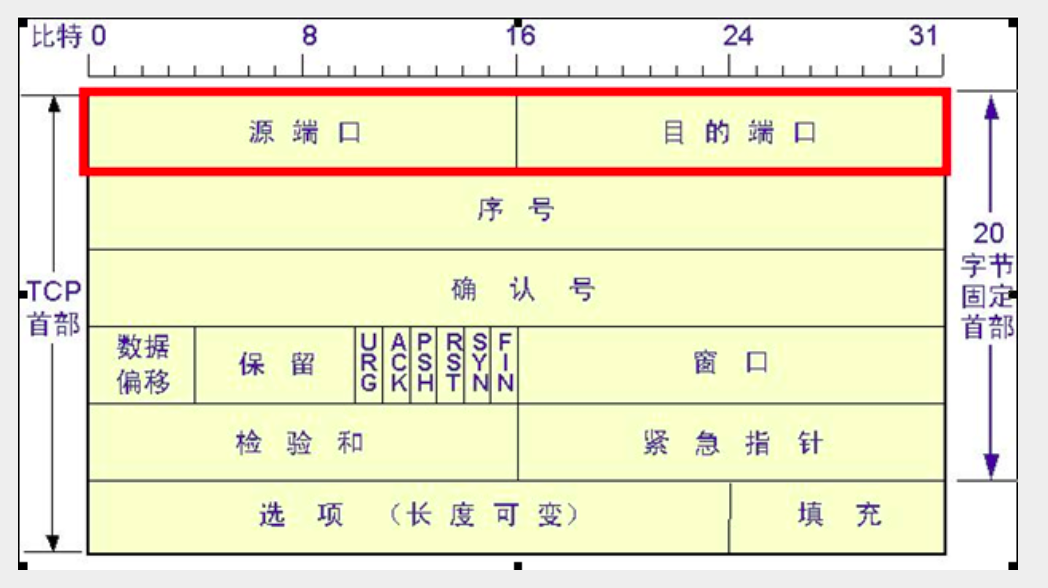 比特 0 8 16 24 31
源端口 目的端口
序号
确认号
数据偏移 保留 URG ACK PSH RST SYN FIN 窗口
检验和 紧急指针
选项（长度可变） 填充
TCP
首部
20
字节
固定
首部